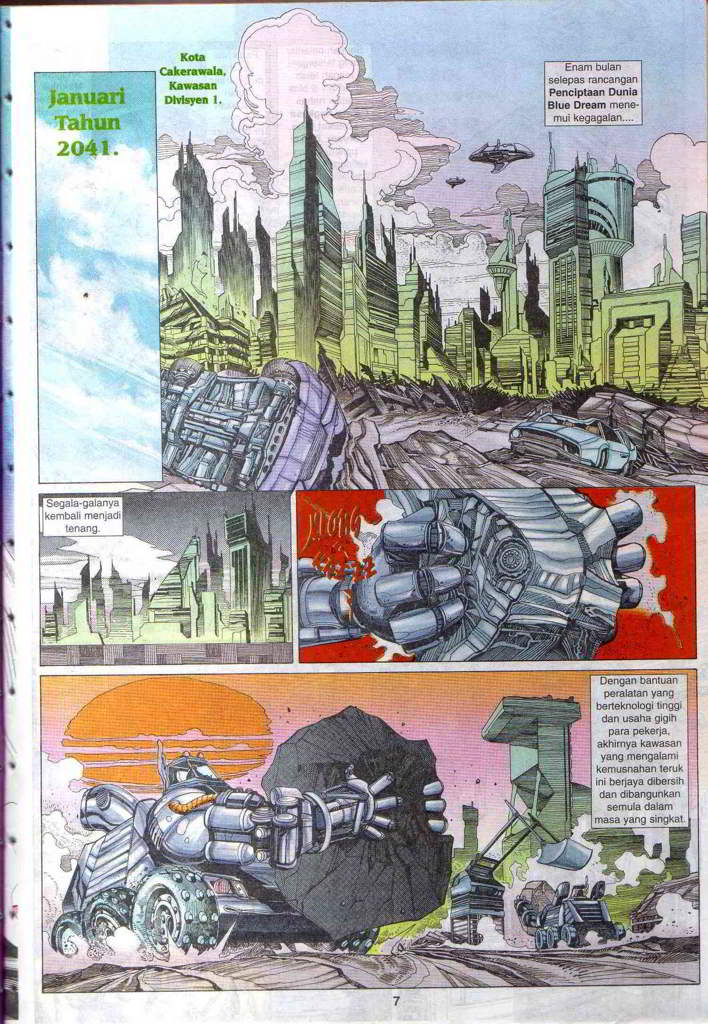 Januari
Tahun
2041.
Kota
Cakerawala,
Kawasan
Divisyen 1.
Enam bulan
selepas rancangan
Penciptaan Dunia
Blue Dream mene-
mui kegagalan....
Segala-galanya
kembali menjadi
tenang.
Dengan bantuan
peralatan yang
berteknologi tinggi
dan usaha gigih
para pekerja,
akhirnya kawasan
yang mengalami
kemusnahan teruk
ini berjaya dibersih
dan dibangunkan
semula dalam
masa yang singkat.
7